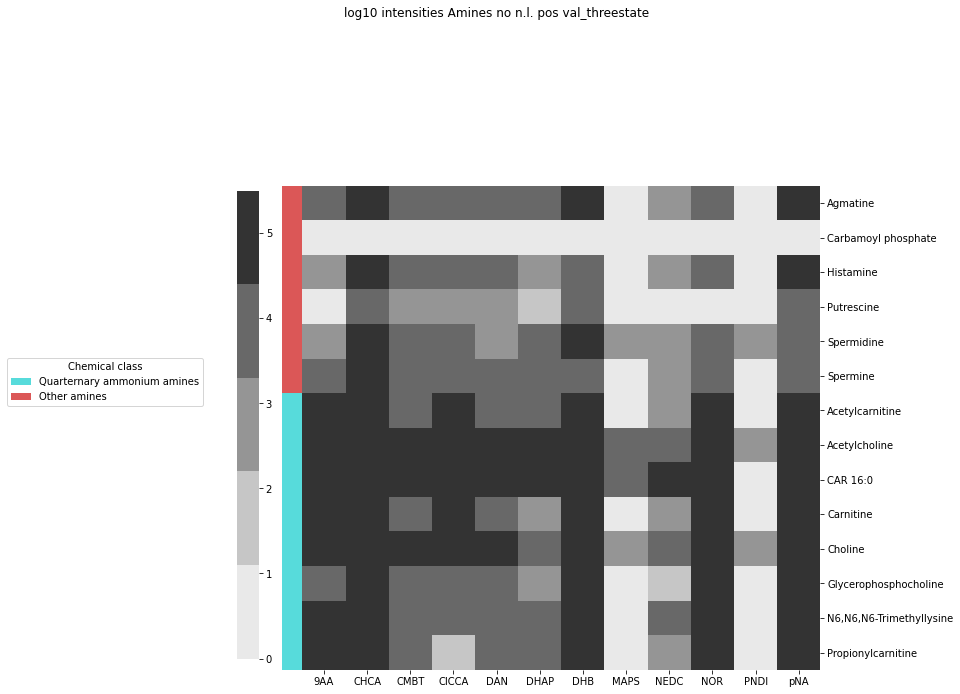 log10 intensities Amines no n.l. pos val_threestate
5
4
3
2
1
0
Chemical class
Quarternary ammonium amines
Other amines
Agmatine
Carbamoyl phosphate
Histamine
Putrescine
Spermidine
Spermine
Acetylcarnitine
Acetylcholine
CAR 16:0
Carnitine
Choline
Glycerophosphocholine
N6,N6,N6-Trimethyllysine
Propionylcarnitine
9AA CHCA CMBT ClCCA DAN DHAP DHB MAPS NEDC NOR PNDI pNA